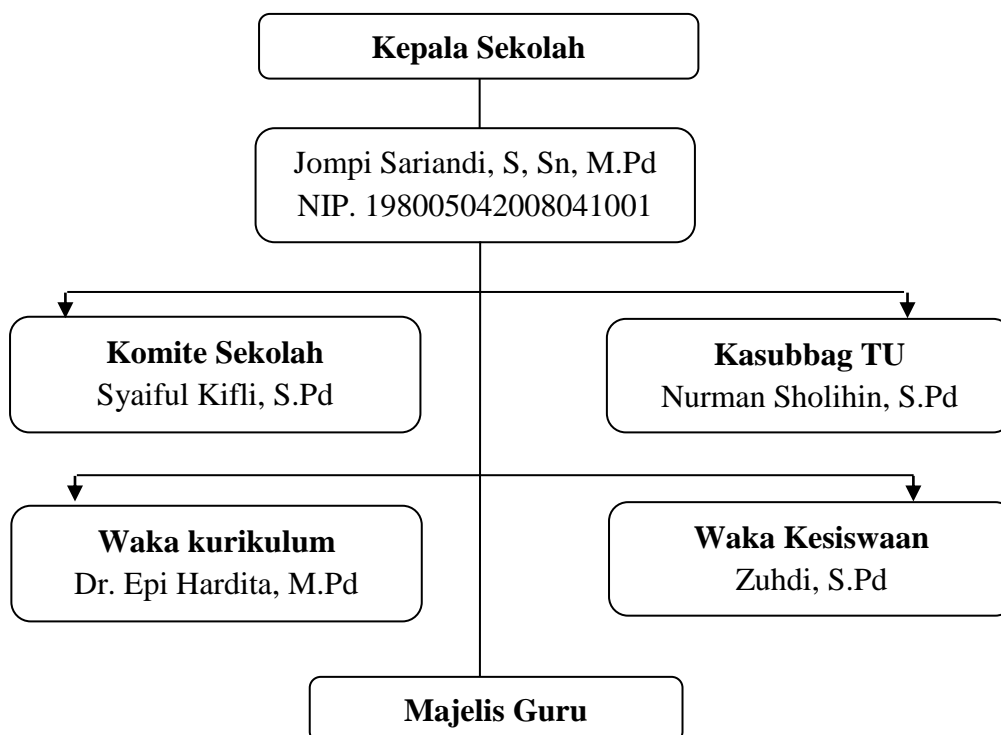 Kepala Sekolah
Jompi Sariandi, S, Sn, M.Pd
NIP. 198005042008041001
Komite Sekolah
Syaiful Kifli, S.Pd
Kasubbag TU
Nurman Sholihin, S.Pd
Waka kurikulum
Dr. Epi Hardita, M.Pd
Waka Kesiswaan
Zuhdi, S.Pd
Majelis Guru